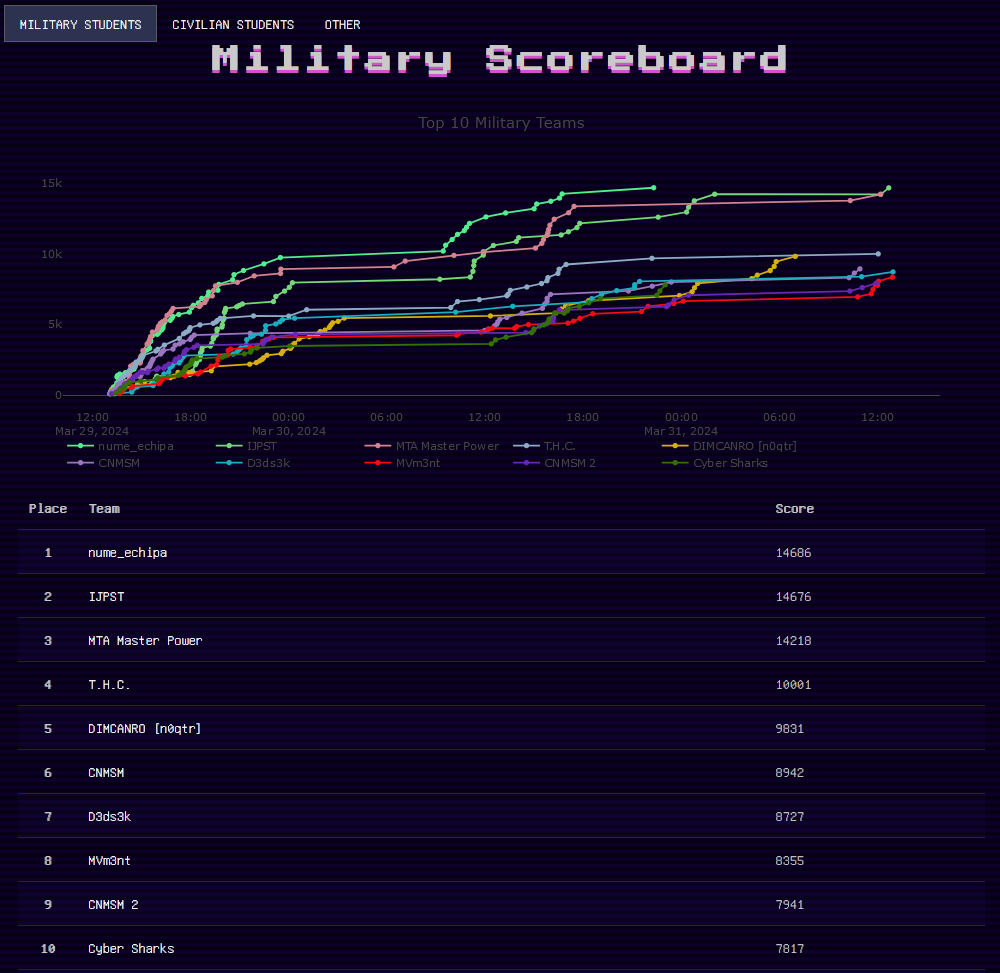 MILITARY STUDENTS CIVILIAN STUDENTS OTHER
Military Scoreboard
Top 10 Military Teams
15k
10k
5k
0
12:00 18:00 00:00 06:00 12:00 18:00 00:00 06:00 12:00
Mar 29, 2024 Mar 30, 2024 Mar 31, 2024
nume_echipa IJPST MTA Master Power T.H.C. DIMCANRO [n0qtr]
CNMSM D3ds3k MVm3nt CNMSM 2 Cyber Sharks
Place Team Score
1 nume_echipa 14686
2 IJPST 14676
3 MTA Master Power 14218
4 T.H.C. 10001
5 DIMCANRO [n0qtr] 9831
6 CNMSM 8942
7 D3ds3k 8727
8 MVm3nt 8355
9 CNMSM 2 7941
10 Cyber Sharks 7817